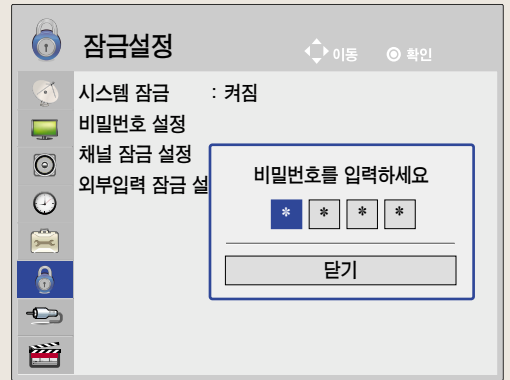 잠금설정
이동 확인
시스템 잠금 : 켜짐
비밀번호 설정
채널 잠금 설정
외부입력 잠금 설
비밀번호를 입력하세요
* * * *
닫기